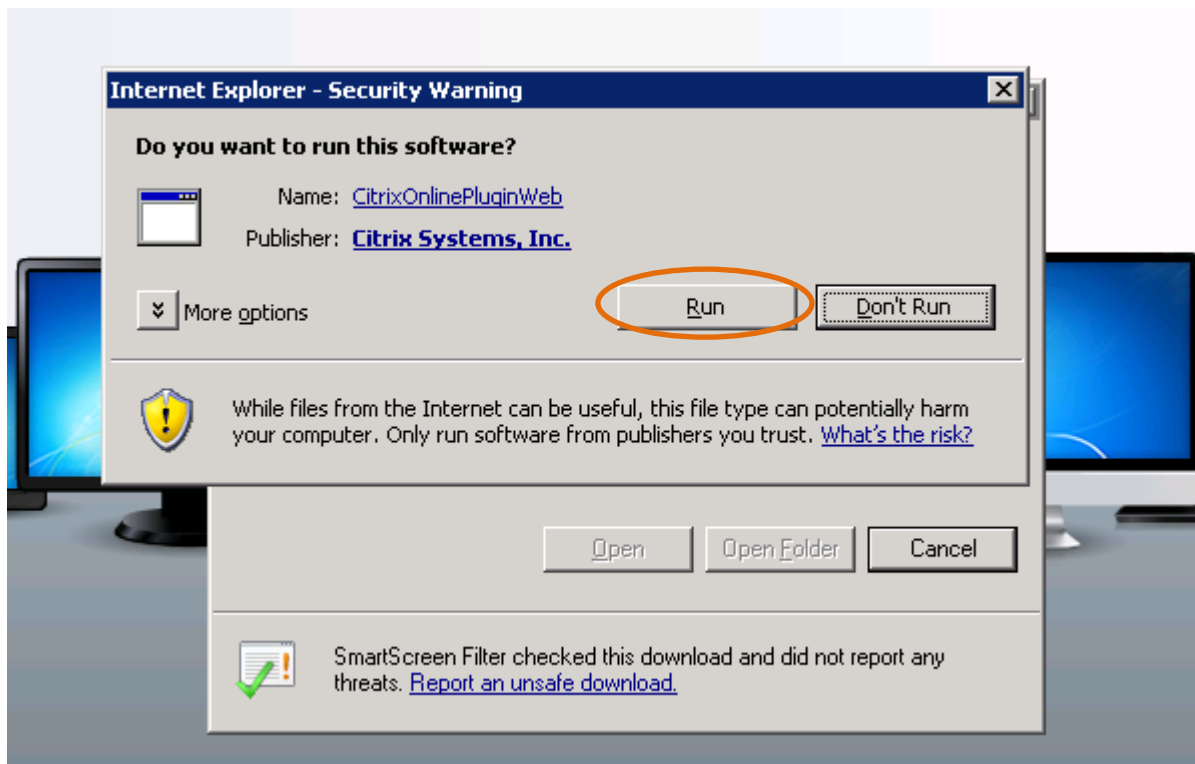 Internet Explorer - Security Warning
Do you want to run this software?
Name: CitrixOnlinePluginWeb
Publisher: Citrix Systems, Inc.
More options
Run
Don't Run
While files from the Internet can be useful, this file type can potentially harm
your computer. Only run software from publishers you trust. What's the risk?
Open
Open Folder
Cancel
SmartScreen Filter checked this download and did not report any
threats. Report an unsafe download.